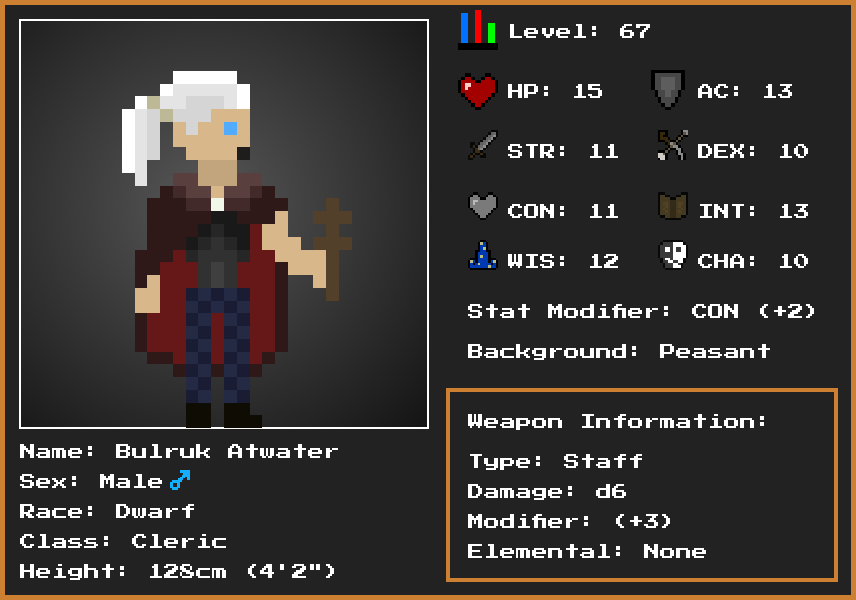 Level: 67
HP: 15 AC: 13
STR: 11 DEX: 10
CON: 11 INT: 13
WIS: 12 CHA: 10
Stat Modifier: CON (+2)
Background: Peasant
Weapon Information:
Type: Staff
Damage: d6
Modifier: (+3)
Elemental: None
Name: Bulruk Atwater
Sex: Male♂
Race: Dwarf
Class: Cleric
Height: 128cm (4'2")